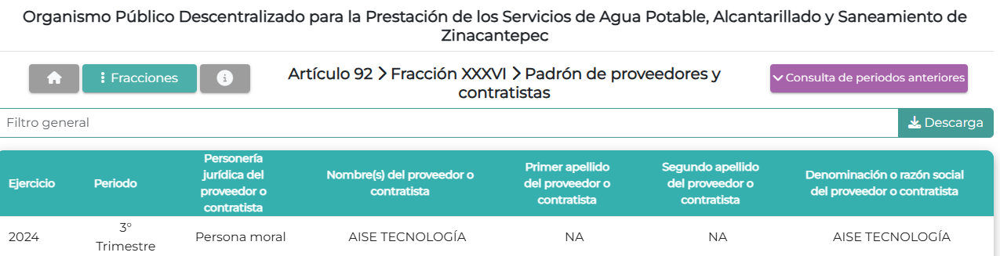 Organismo Público Descentralizado para la Prestación de los Servicios de Agua Potable, Alcantarillado y Saneamiento de
Zinacantepec
Fracciones
Artículo 92 > Fracción XXXVI > Padrón de proveedores y
contratistas
Consulta de periodos anteriores
Filtro general
Descarga
Ejercicio
Periodo
Personería
jurídica del
proveedor o
contratista
Nombre(s) del proveedor o
contratista
Primer apellido
del proveedor o
contratista
Segundo apellido
del proveedor o
contratista
Denominación o razón social
del proveedor o contratista
2024
3°
Trimestre
Persona moral
AISE TECNOLOGÍA
NA
NA
AISE TECNOLOGÍA